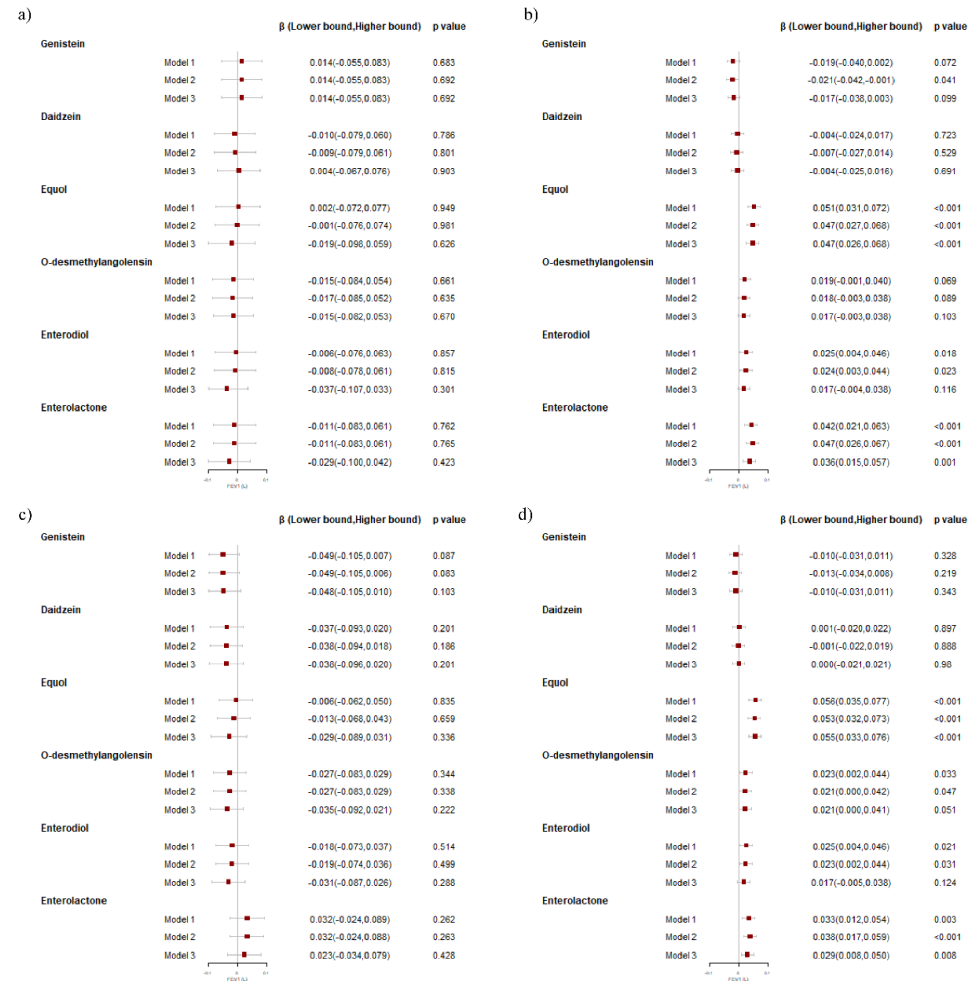 a)
β (Lower bound,Higher bound) p value
Genistein
Model 1 0.014(-0.055,0.083) 0.683
Model 2 0.014(-0.055,0.083) 0.692
Model 3 0.014(-0.055,0.083) 0.692
Daidzein
Model 1 -0.010(-0.079,0.060) 0.786
Model 2 -0.009(-0.079,0.061) 0.801
Model 3 0.004(-0.067,0.076) 0.903
Equol
Model 1 0.002(-0.072,0.077) 0.949
Model 2 -0.001(-0.076,0.074) 0.981
Model 3 -0.019(-0.098,0.059) 0.626
O-desmethylangolensin
Model 1 -0.015(-0.084,0.054) 0.661
Model 2 -0.017(-0.085,0.052) 0.635
Model 3 -0.015(-0.082,0.053) 0.670
Enterodiol
Model 1 -0.006(-0.076,0.063) 0.857
Model 2 -0.008(-0.078,0.061) 0.815
Model 3 -0.037(-0.107,0.033) 0.301
Enterolactone
Model 1 -0.011(-0.083,0.061) 0.762
Model 2 -0.011(-0.083,0.061) 0.765
Model 3 -0.029(-0.100,0.042) 0.423
-0.1 0 0.1
FEV1 (L)
b)
β (Lower bound,Higher bound) p value
Genistein
Model 1 -0.019(-0.040,0.002) 0.072
Model 2 -0.021(-0.042,-0.001) 0.041
Model 3 -0.017(-0.038,0.003) 0.099
Daidzein
Model 1 -0.004(-0.024,0.017) 0.723
Model 2 -0.007(-0.027,0.014) 0.529
Model 3 -0.004(-0.025,0.016) 0.691
Equol
Model 1 0.051(0.031,0.072) <0.001
Model 2 0.047(0.027,0.068) <0.001
Model 3 0.047(0.026,0.068) <0.001
O-desmethylangolensin
Model 1 0.019(-0.001,0.040) 0.069
Model 2 0.018(-0.003,0.038) 0.089
Model 3 0.017(-0.003,0.038) 0.103
Enterodiol
Model 1 0.025(0.004,0.046) 0.018
Model 2 0.024(0.003,0.044) 0.023
Model 3 0.017(-0.004,0.038) 0.116
Enterolactone
Model 1 0.042(0.021,0.063) <0.001
Model 2 0.047(0.026,0.067) <0.001
Model 3 0.036(0.015,0.057) 0.001
-0.1 0 0.1
FEV1 (L)
c)
β (Lower bound,Higher bound) p value
Genistein
Model 1 -0.049(-0.105,0.007) 0.087
Model 2 -0.049(-0.105,0.006) 0.083
Model 3 -0.048(-0.105,0.010) 0.103
Daidzein
Model 1 -0.037(-0.093,0.020) 0.201
Model 2 -0.038(-0.094,0.018) 0.186
Model 3 -0.038(-0.096,0.020) 0.201
Equol
Model 1 -0.006(-0.062,0.050) 0.835
Model 2 -0.013(-0.068,0.043) 0.659
Model 3 -0.029(-0.089,0.031) 0.336
O-desmethylangolensin
Model 1 -0.027(-0.083,0.029) 0.344
Model 2 -0.027(-0.083,0.029) 0.338
Model 3 -0.035(-0.092,0.021) 0.222
Enterodiol
Model 1 -0.018(-0.073,0.037) 0.514
Model 2 -0.019(-0.074,0.036) 0.499
Model 3 -0.031(-0.087,0.026) 0.288
Enterolactone
Model 1 0.032(-0.024,0.089) 0.262
Model 2 0.032(-0.024,0.088) 0.263
Model 3 0.023(-0.034,0.079) 0.428
-0.1 0 0.1
FEV1 (L)
d)
β (Lower bound,Higher bound) p value
Genistein
Model 1 -0.010(-0.031,0.011) 0.328
Model 2 -0.013(-0.034,0.008) 0.219
Model 3 -0.010(-0.031,0.011) 0.343
Daidzein
Model 1 0.001(-0.020,0.022) 0.897
Model 2 -0.001(-0.022,0.019) 0.888
Model 3 0.000(-0.021,0.021) 0.98
Equol
Model 1 0.056(0.035,0.077) <0.001
Model 2 0.053(0.032,0.073) <0.001
Model 3 0.055(0.033,0.076) <0.001
O-desmethylangolensin
Model 1 0.023(0.002,0.044) 0.033
Model 2 0.021(0.000,0.042) 0.047
Model 3 0.021(0.000,0.041) 0.051
Enterodiol
Model 1 0.025(0.004,0.046) 0.021
Model 2 0.023(0.002,0.044) 0.031
Model 3 0.017(-0.005,0.038) 0.124
Enterolactone
Model 1 0.033(0.012,0.054) 0.003
Model 2 0.038(0.017,0.059) <0.001
Model 3 0.029(0.008,0.050) 0.008
-0.1 0 0.1
FEV1 (L)